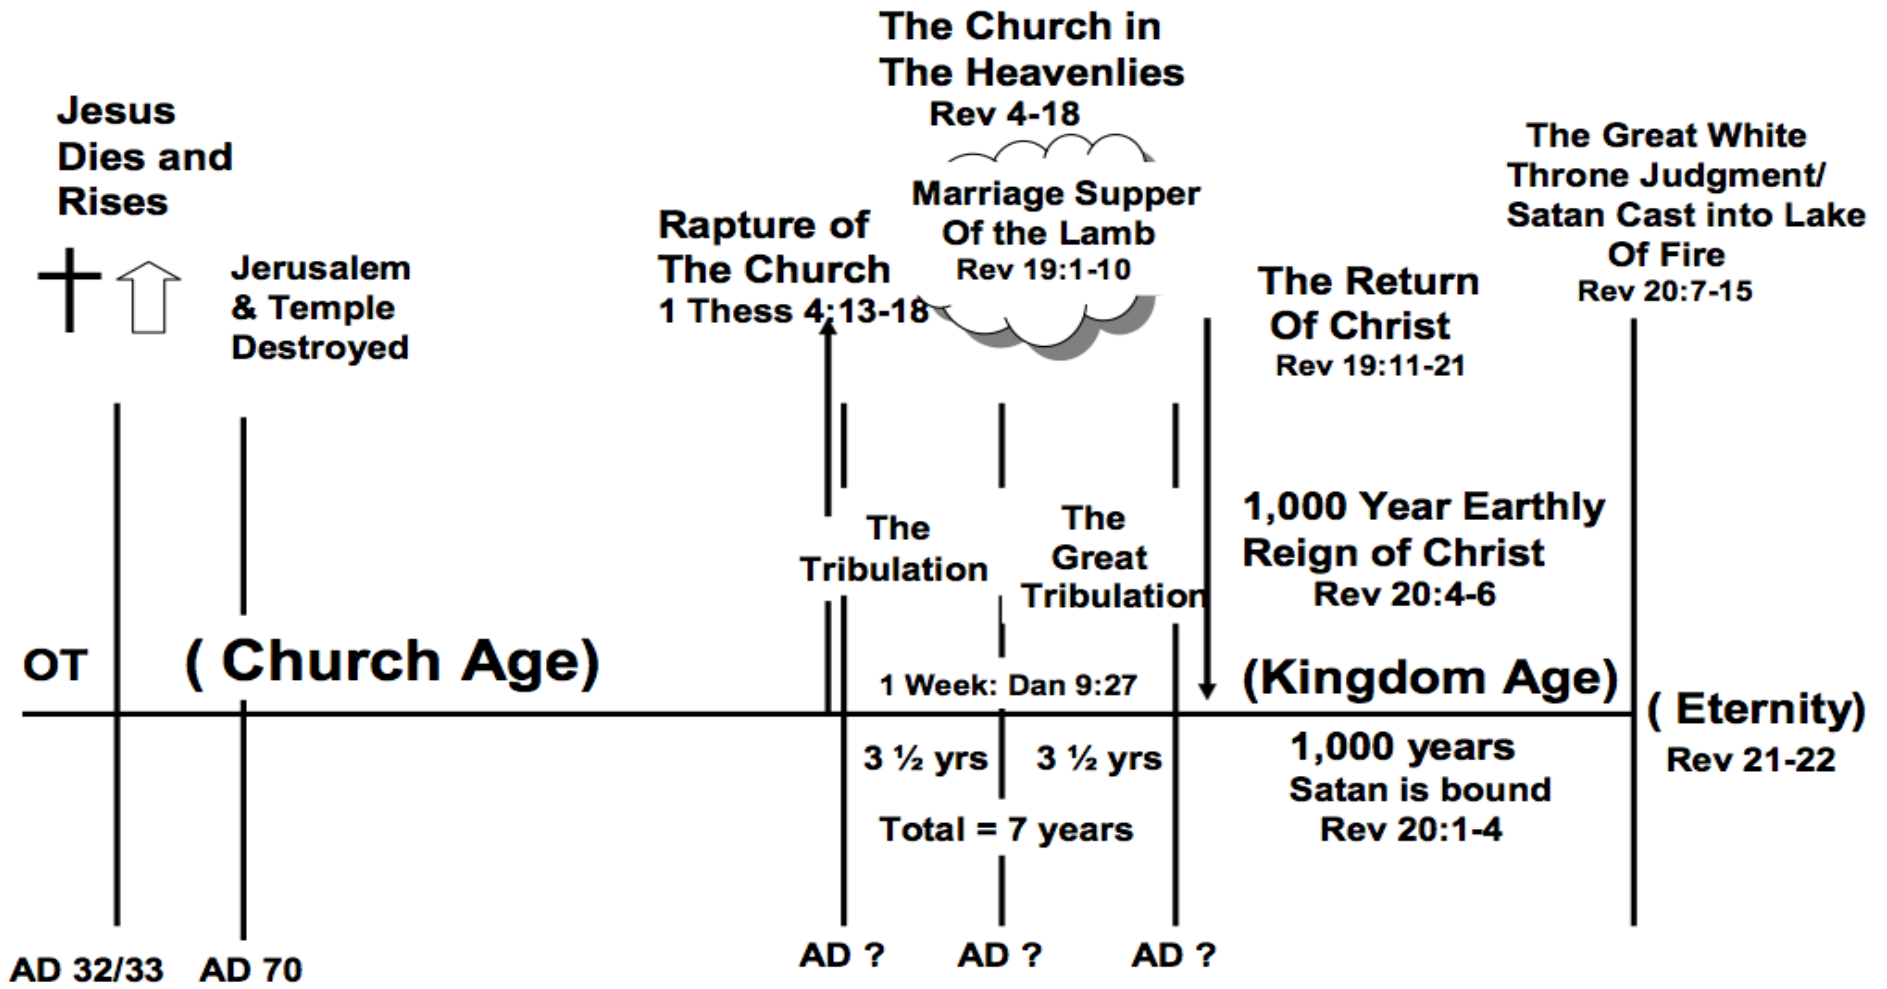 The Church in
The Heavenlies
Rev 4-18
Jesus
Dies and
Rises
Jerusalem
& Temple
Destroyed
Rapture of
The Church
1 Thess 4:13-18
Marriage Supper
Of the Lamb
Rev 19:1-10
The Return
Of Christ
Rev 19:11-21
The Great White
Throne Judgment/
Satan Cast into Lake
Of Fire
Rev 20:7-15
The
Tribulation
The
Great
Tribulation
1,000 Year Earthly
Reign of Christ
Rev 20:4-6
OT
( Church Age)
1 Week: Dan 9:27
(Kingdom Age)
( Eternity)
Rev 21-22
3 ½ yrs
3 ½ yrs
Total = 7 years
1,000 years
Satan is bound
Rev 20:1-4
AD 32/33
AD 70
AD ?
AD ?
AD ?